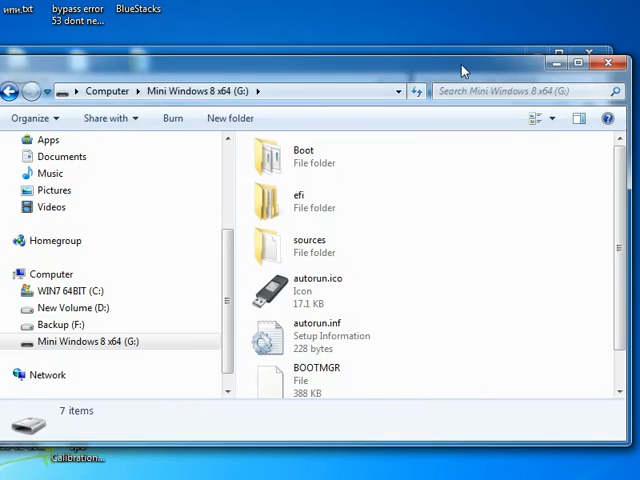 bypass error
53 dont ne...
BlueStacks
Computer
Mini Windows 8 x64 (G:)
Search Mini Windows 8 x64 (G:)
Organize
Share with
Burn
New folder
Apps
Documents
Music
Pictures
Videos
Homegroup
Computer
WIN7 64BIT (C:)
New Volume (D:)
Backup (F:)
Mini Windows 8 x64 (G:)
Network
Boot
File folder
efi
File folder
sources
File folder
autorun.ico
Icon
17.1 KB
autorun.inf
Setup Information
228 bytes
BOOTMGR
File
388 KB
7 items
Calibration...